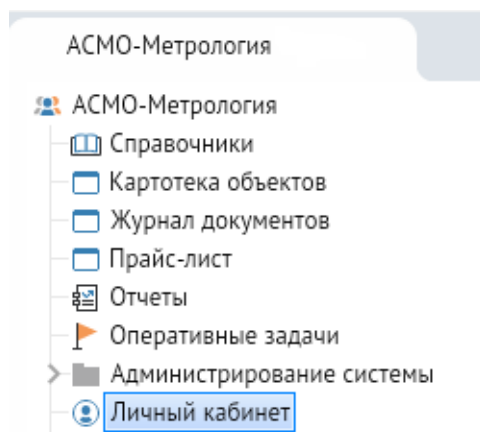 АСМО-Метрология
АСМО-Метрология
Справочники
Картотека объектов
Журнал документов
Прайс-лист
Отчеты
Оперативные задачи
Администрирование системы
Личный кабинет